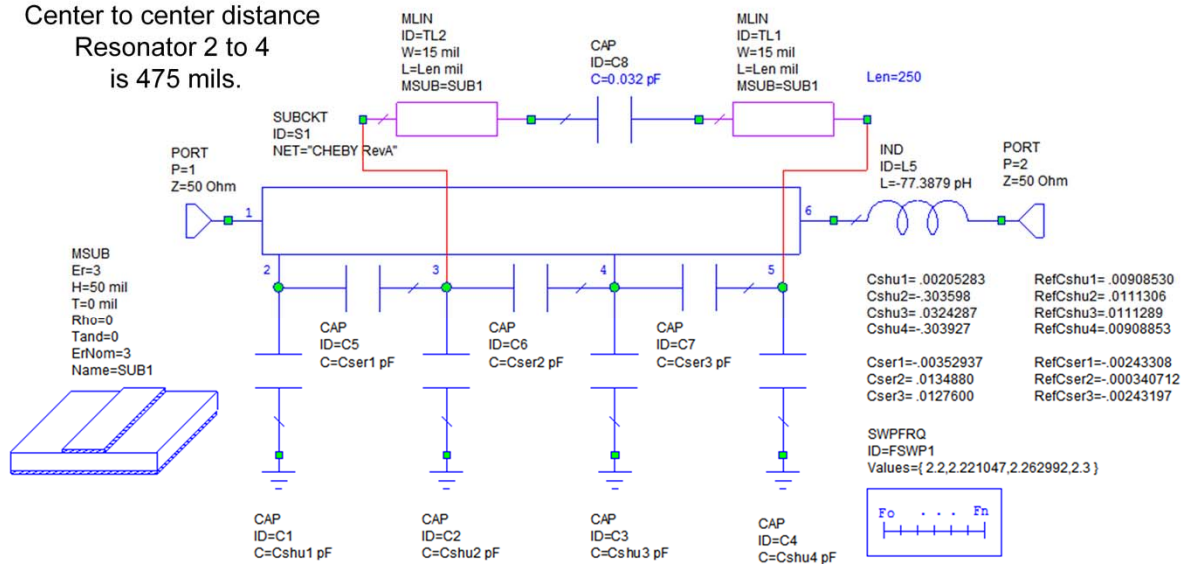 Center to center distance
Resonator 2 to 4
is 475 mils.
MLIN
ID=TL2
W=15 mil
L=Len mil
MSUB=SUB1
CAP
ID=C8
C=0.032 pF
MLIN
ID=TL1
W=15 mil
L=Len mil
MSUB=SUB1
Len=250
SUBCKT
ID=S1
NET="CHEBY RevA"
PORT
P=1
Z=50 Ohm
IND
ID=L5
L=-77.3879 pH
PORT
P=2
Z=50 Ohm
1
6
2
3
4
5
MSUB
Er=3
H=50 mil
T=0 mil
Rho=0
Tand=0
ErNom=3
Name=SUB1
CAP
ID=C5
C=Cser1 pF
CAP
ID=C6
C=Cser2 pF
CAP
ID=C7
C=Cser3 pF
Cshu1= .00205283
Cshu2=-.303598
Cshu3= .0324287
Cshu4=-.303927
RefCshu1= .00908530
RefCshu2= .0111306
RefCshu3=.0111289
RefCshu4=.00908853
Cser1=-.00352937
Cser2= .0134880
Cser3= .0127600
RefCser1=-.00243308
RefCser2=-.000340712
RefCser3=-.00243197
SWPFRQ
ID=FSWP1
Values={ 2.2,2.221047,2.262992,2.3 }
Fo . . . Fn
CAP
ID=C1
C=Cshu1 pF
CAP
ID=C2
C=Cshu2 pF
CAP
ID=C3
C=Cshu3 pF
CAP
ID=C4
C=Cshu4 pF